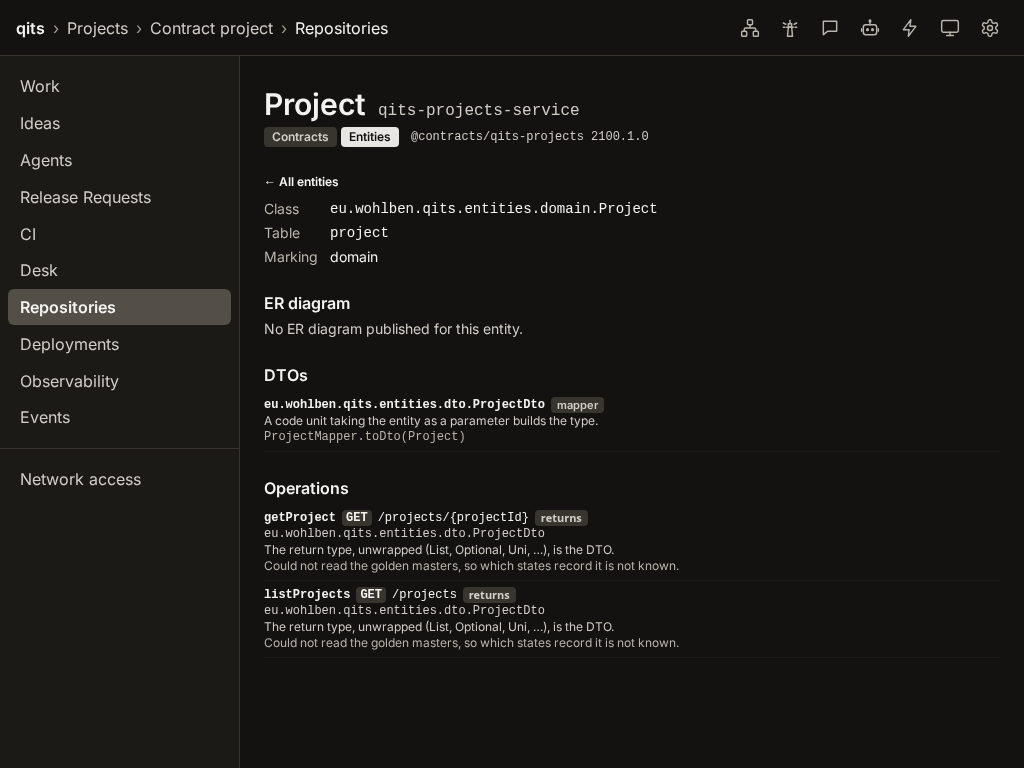 qits › Projects › Contract project › Repositories
Work
Ideas
Agents
Release Requests
CI
Desk
Repositories
Deployments
Observability
Events
Network access
Project qits-projects-service
Contracts Entities @contracts/qits-projects 2100.1.0
← All entities
Class eu.wohlben.qits.entities.domain.Project
Table project
Marking domain
ER diagram
No ER diagram published for this entity.
DTOs
eu.wohlben.qits.entities.dto.ProjectDto mapper
A code unit taking the entity as a parameter builds the type.
ProjectMapper.toDto(Project)
Operations
getProject GET /projects/{projectId} returns
eu.wohlben.qits.entities.dto.ProjectDto
The return type, unwrapped (List, Optional, Uni, …), is the DTO.
Could not read the golden masters, so which states record it is not known.
listProjects GET /projects returns
eu.wohlben.qits.entities.dto.ProjectDto
The return type, unwrapped (List, Optional, Uni, …), is the DTO.
Could not read the golden masters, so which states record it is not known.